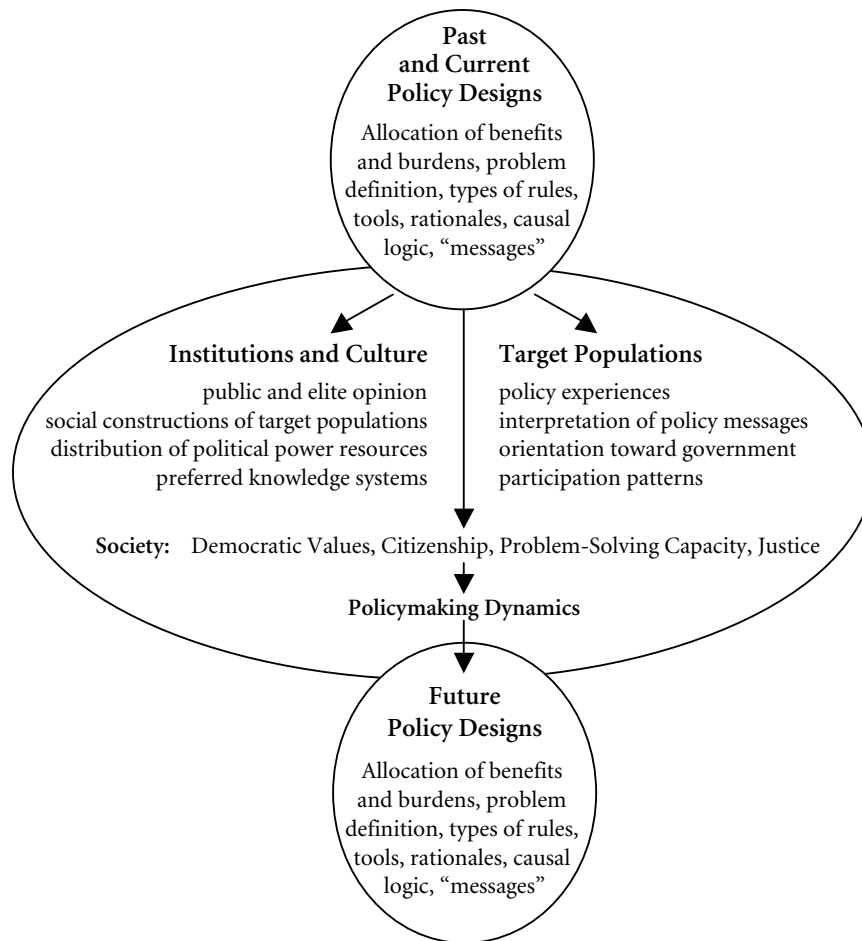 Past
and Current
Policy Designs
Allocation of benefits
and burdens, problem
definition, types of rules,
tools, rationales, causal
logic, “messages”
Institutions and Culture
public and elite opinion
social constructions of target populations
distribution of political power resources
preferred knowledge systems
Target Populations
policy experiences
interpretation of policy messages
orientation toward government
participation patterns
Society: Democratic Values, Citizenship, Problem-Solving Capacity, Justice
Policymaking Dynamics
Future
Policy Designs
Allocation of benefits
and burdens, problem
definition, types of rules,
tools, rationales, causal
logic, “messages”